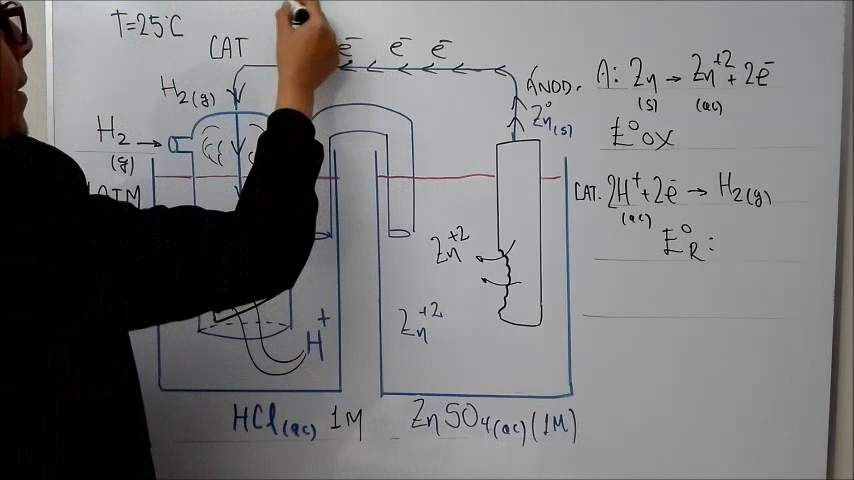 T=25°C
CAT
e⁻ e⁻ e⁻
H₂(g)
H₂
(g)
ÁNOD.
Zn°(s)
A: Zn → Zn⁺² + 2e⁻
(s) (ac)
E°ox
CAT. 2H⁺ + 2e⁻ → H₂(g)
(ac)
E°R:
1ATM
Zn⁺²
Zn⁺²
H⁺
HCl(ac) 1M
ZnSO₄(ac) (1M)